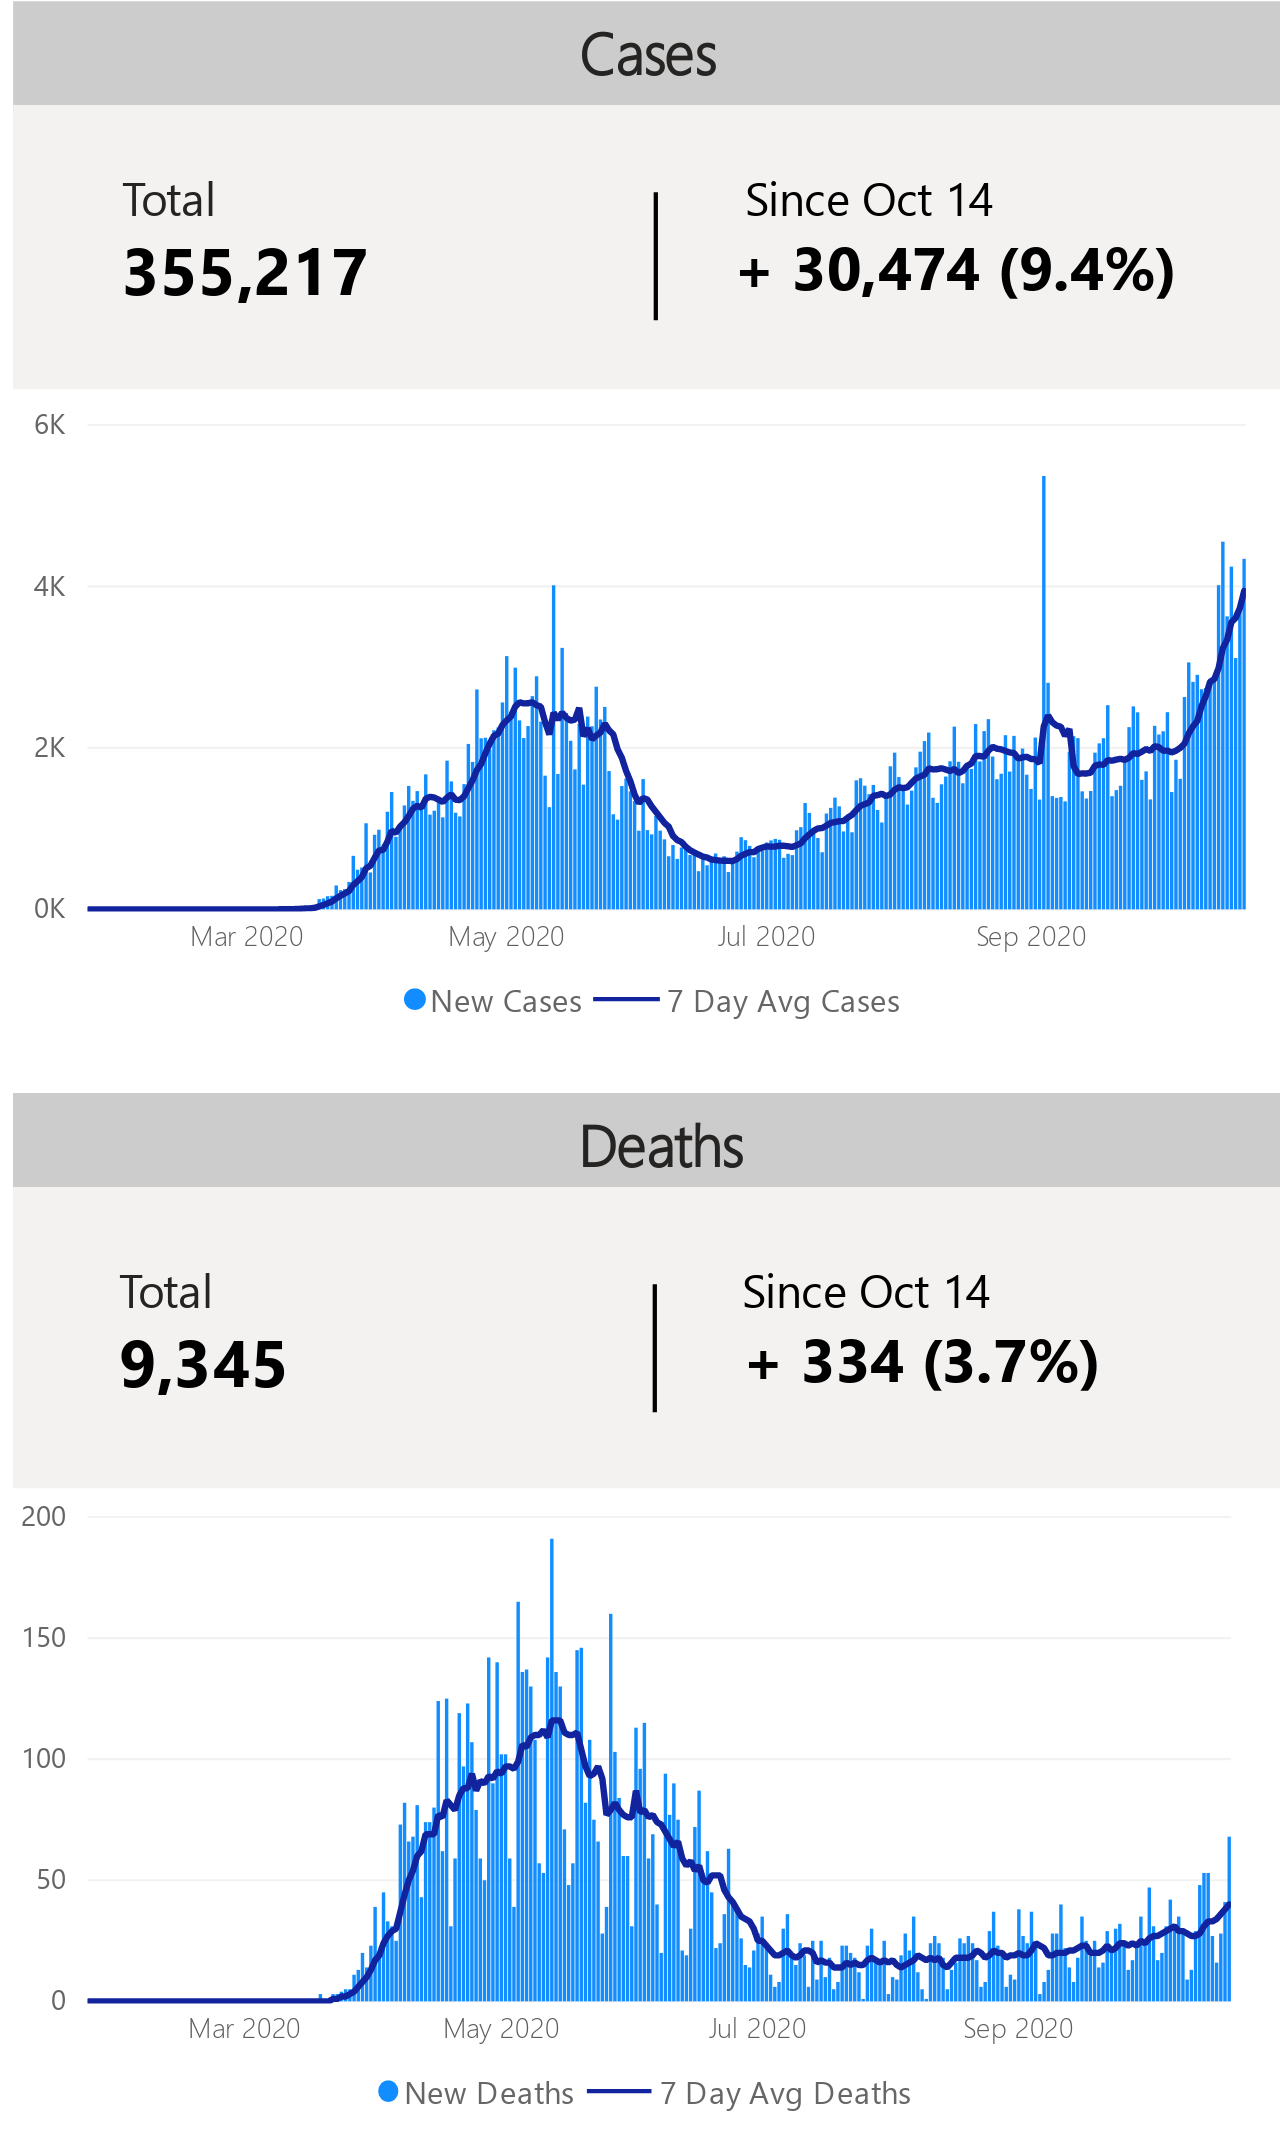 Cases
Total
Since Oct 14
355,217
+ 30,474 (9.4%)
6K
4K
2K
0K
Mar 2020
May 2020
Jul 2020
Sep 2020
New Cases
7 Day Avg Cases
Deaths
Total
Since Oct 14
9,345
+ 334 (3.7%)
200
150
100
50
0
Mar 2020
May 2020
Jul 2020
Sep 2020
New Deaths
7 Day Avg Deaths